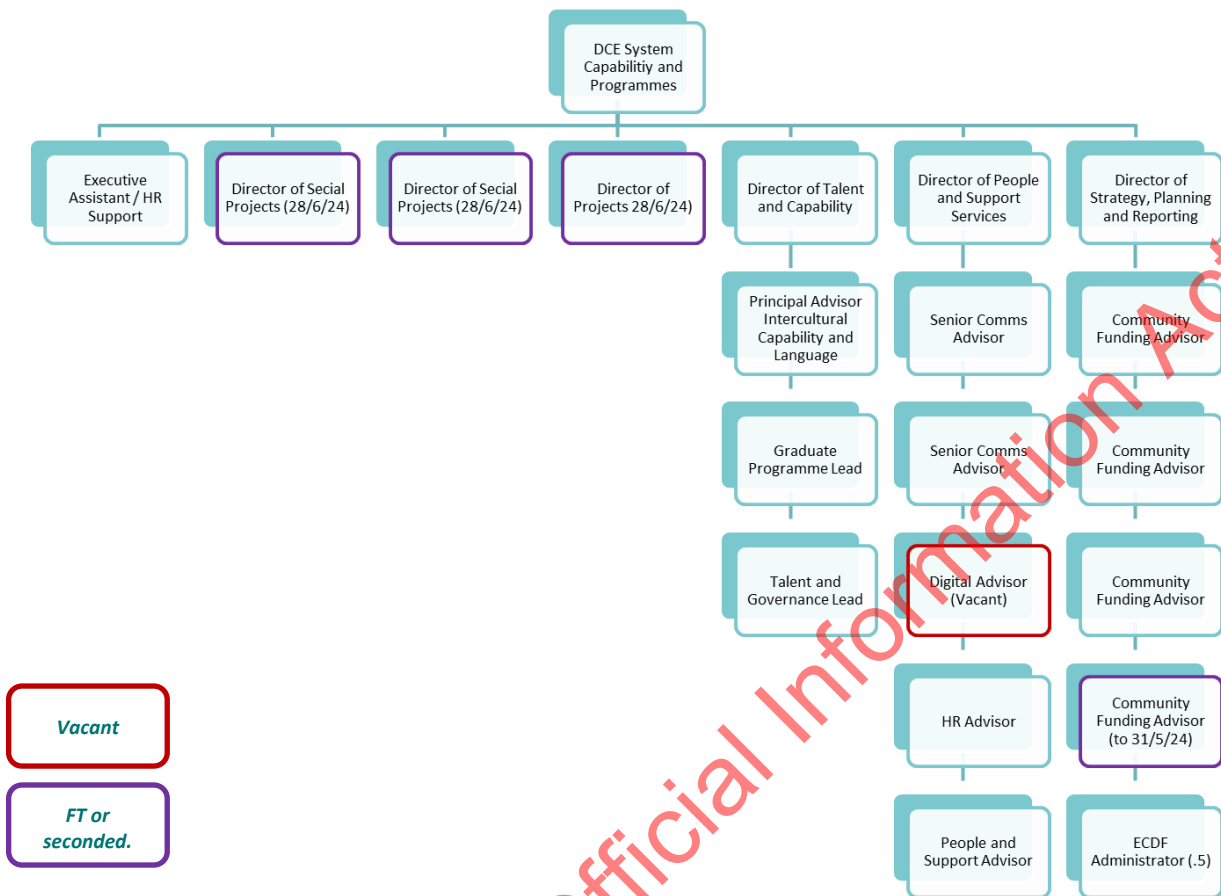 DCE System
Capabilitiy and
Programmes
Executive
Assistant / HR
Support
Director of Secial
Projects (28/6/24)
Director of Secial
Projects (28/6/24)
Director of
Projects 28/6/24)
Director of Talent
and Capability
Director of People
and Support
Services
Director of
Strategy, Planning
and Reporting
Principal Advisor
Intercultural
Capability and
Language
Senior Comms
Advisor
Community
Funding Advisor
Graduate
Programme Lead
Senior Comms
Advisor
Community
Funding Advisor
Talent and
Governance Lead
Digital Advisor
(Vacant)
Community
Funding Advisor
HR Advisor
Community
Funding Advisor
(to 31/5/24)
People and
Support Advisor
ECDF
Administrator (.5)
Vacant
FT or
seconded.
Official Information Act